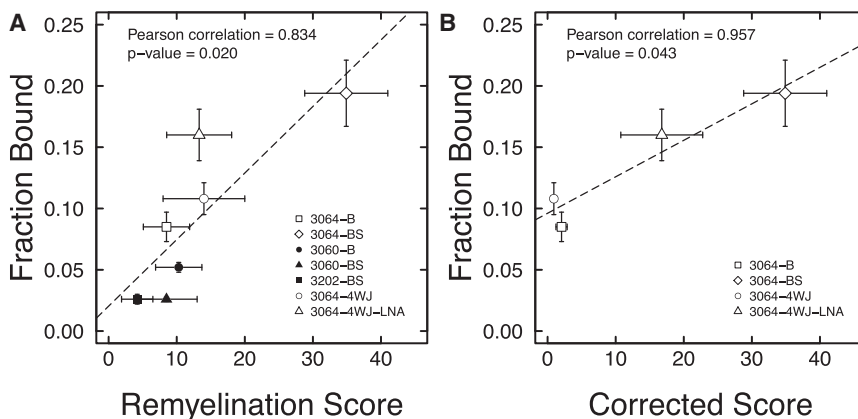 A
Pearson correlation = 0.834
p−value = 0.020
Fraction Bound
0.25
0.20
0.15
0.10
0.05
0.00
3064−B
3064−BS
3060−B
3060−BS
3202−BS
3064−4WJ
3064−4WJ−LNA
0 10 20 30 40
Remyelination Score
B
Pearson correlation = 0.957
p−value = 0.043
Fraction Bound
0.25
0.20
0.15
0.10
0.05
0.00
3064−B
3064−BS
3064−4WJ
3064−4WJ−LNA
0 10 20 30 40
Corrected Score